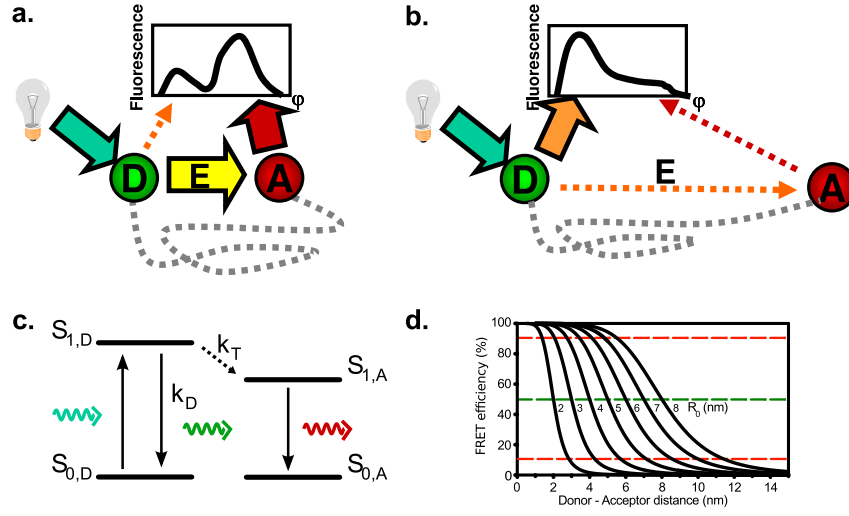 a.
Fluorescence
φ
D
E
A
b.
Fluorescence
φ
D
E
A
c.
S1,D
kT
S1,A
kD
S0,D
S0,A
d.
FRET efficiency (%)
100
80
60
40
20
0
2 3 4 5 6 7 8 R0 (nm)
0 2 4 6 8 10 12 14
Donor - Acceptor distance (nm)